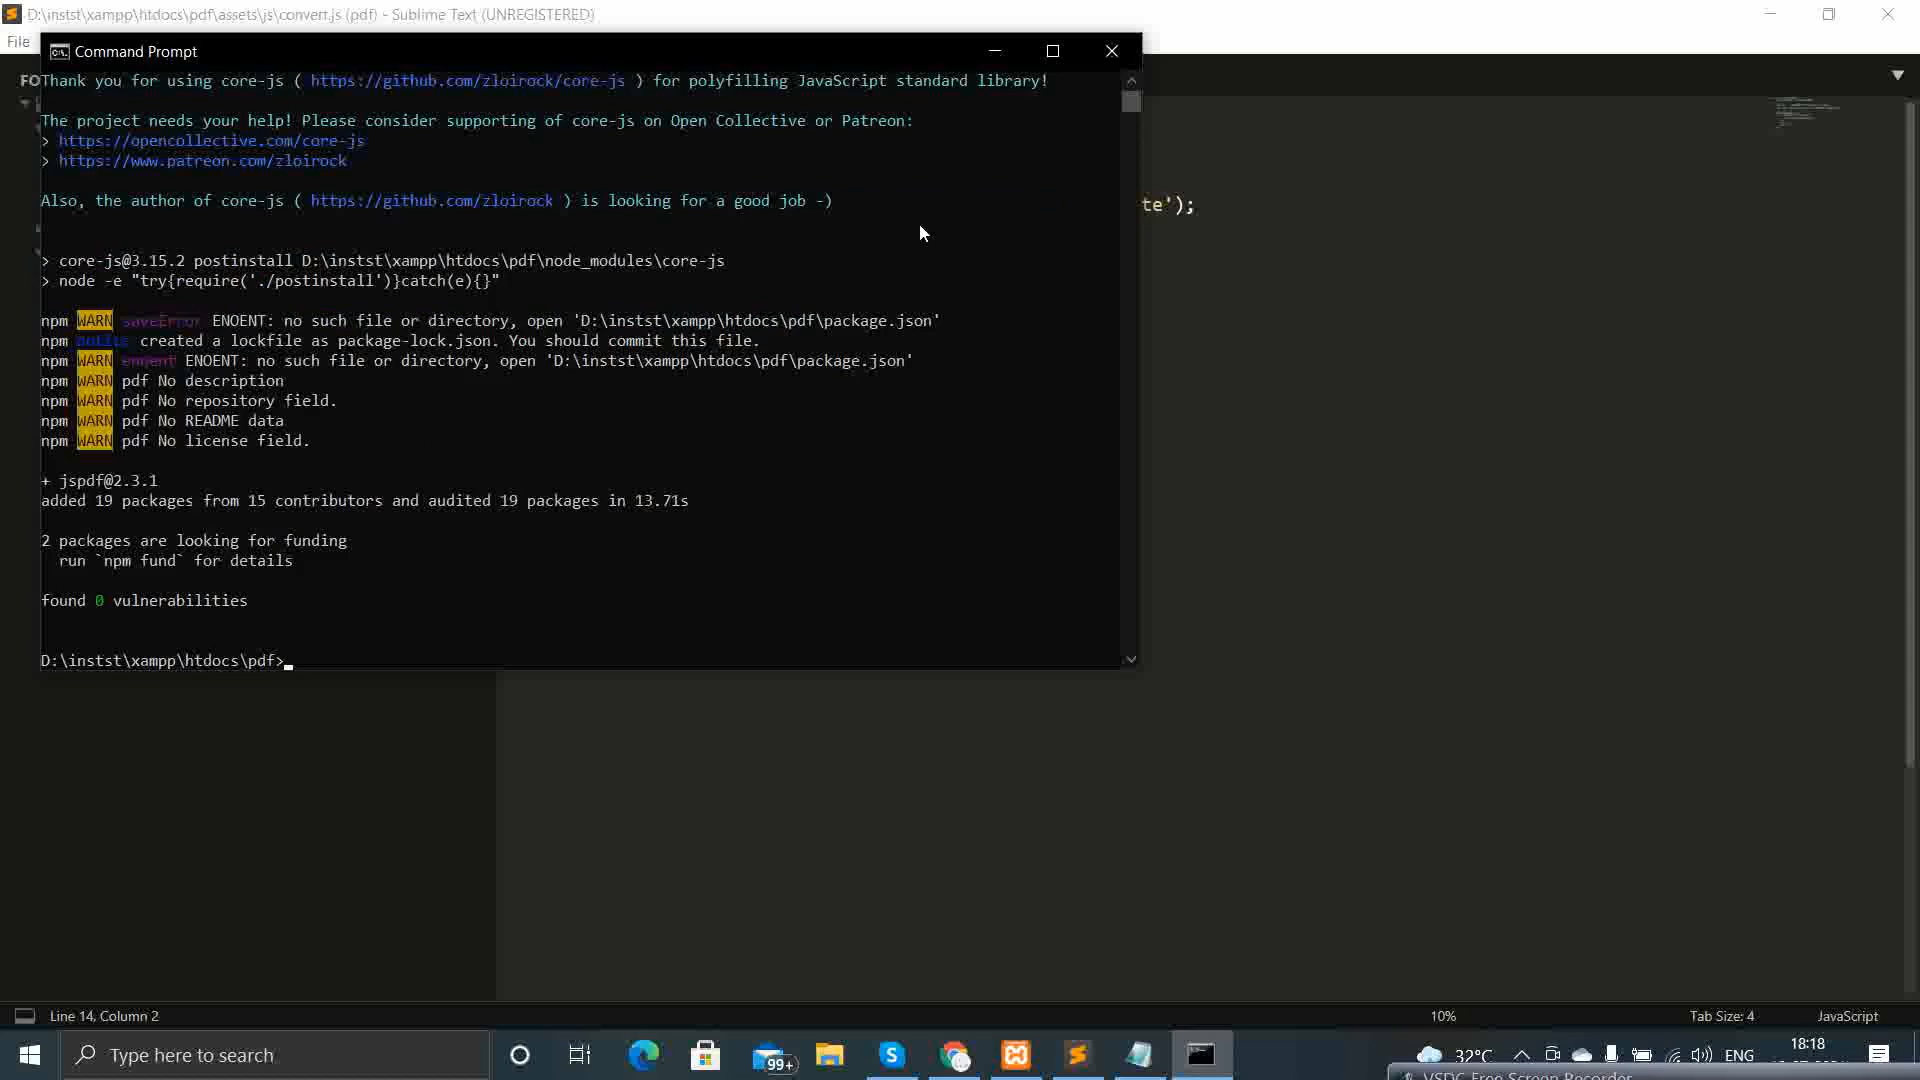 D:\instst\xampp\htdocs\pdf\assets\js\convert.js (pdf) - Sublime Text (UNREGISTERED)
File
Command Prompt
FO
Thank you for using core-js ( https://github.com/zloirock/core-js ) for polyfilling JavaScript standard library!
The project needs your help! Please consider supporting of core-js on Open Collective or Patreon:
> https://opencollective.com/core-js
> https://www.patreon.com/zloirock
Also, the author of core-js ( https://github.com/zloirock ) is looking for a good job -)
te');
> core-js@3.15.2 postinstall D:\instst\xampp\htdocs\pdf\node_modules\core-js
> node -e "try{require('./postinstall')}catch(e){}"
npm WARN saveError ENOENT: no such file or directory, open 'D:\instst\xampp\htdocs\pdf\package.json'
npm notice created a lockfile as package-lock.json. You should commit this file.
npm WARN enoent ENOENT: no such file or directory, open 'D:\instst\xampp\htdocs\pdf\package.json'
npm WARN pdf No description
npm WARN pdf No repository field.
npm WARN pdf No README data
npm WARN pdf No license field.
+ jspdf@2.3.1
added 19 packages from 15 contributors and audited 19 packages in 13.71s
2 packages are looking for funding
run `npm fund` for details
found 0 vulnerabilities
D:\instst\xampp\htdocs\pdf>
Line 14, Column 2
10%
Tab Size: 4
JavaScript
Type here to search
99+
32°C
ENG
18:18
VSDC Free Screen Recorder